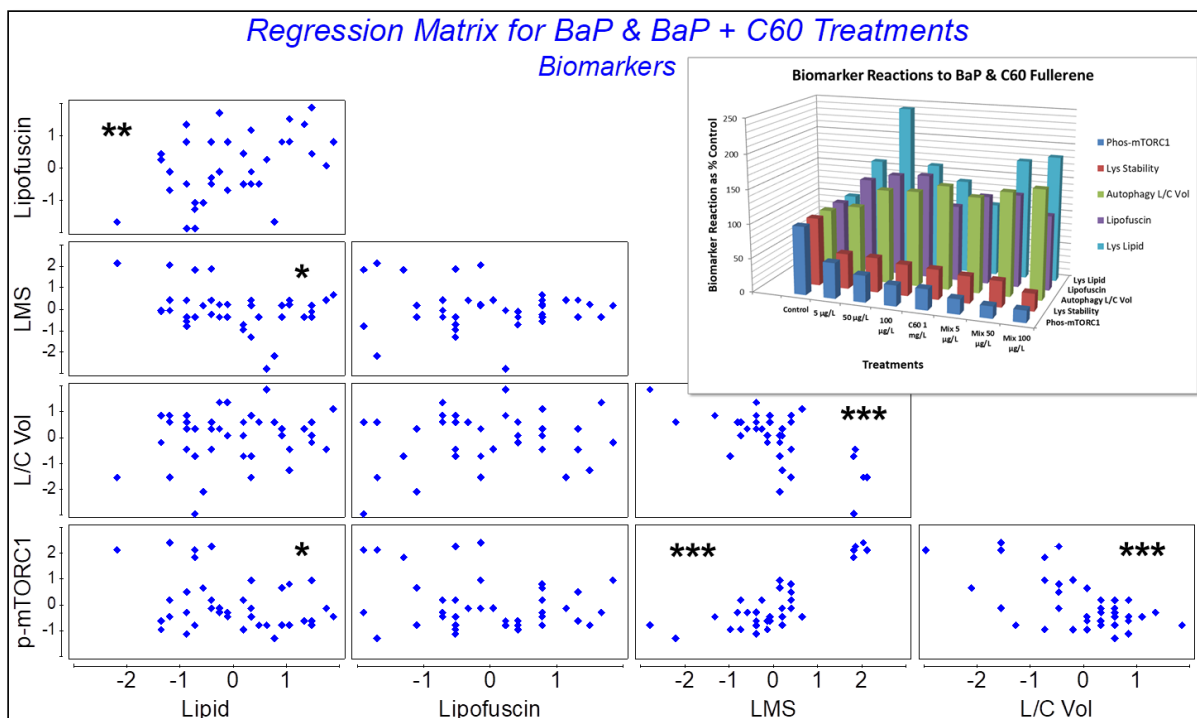 Regression Matrix for BaP & BaP + C60 Treatments
Biomarkers
Biomarker Reactions to BaP & C60 Fullerene
Biomarker Reaction as % Control
250
200
150
100
50
0
Control
5 µg/L
50 µg/L
100 µg/L
C60 1 mg/L
Mix 5 µg/L
Mix 50 µg/L
Mix 100 µg/L
Treatments
Lys Lipid
Lipofuscin
Autophagy L/C Vol
Lys Stability
Phos-mTORC1
Phos-mTORC1
Lys Stability
Autophagy L/C Vol
Lipofuscin
Lys Lipid
Lipofuscin
1
0
-1
**
LMS
2
1
0
-1
-2
*
L/C Vol
1
0
-1
-2
***
p-mTORC1
2
1
0
-1
*
***
***
-2 -1 0 1
-1 0 1
-2 -1 0 1 2
-2 -1 0 1
Lipid
Lipofuscin
LMS
L/C Vol